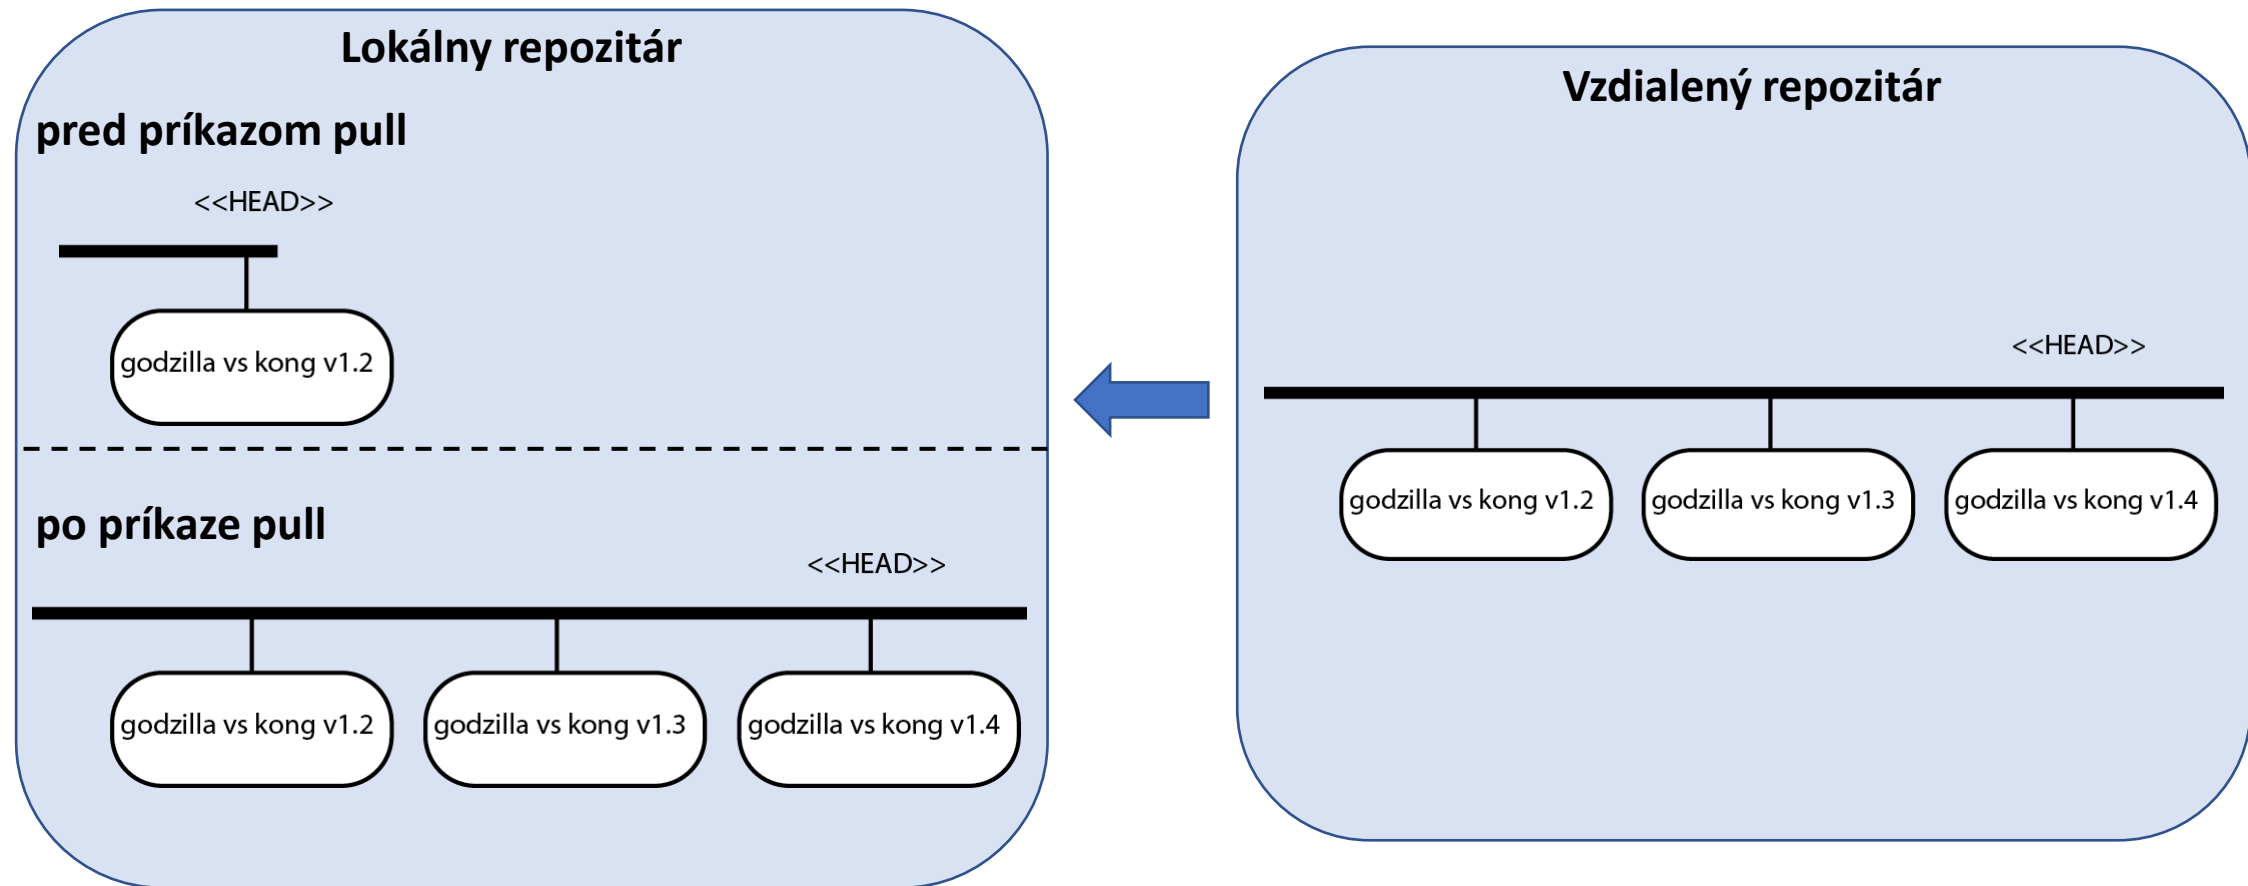 Lokálny repozitár
pred príkazom pull
<<HEAD>>
godzilla vs kong v1.2
po príkaze pull
<<HEAD>>
godzilla vs kong v1.2
godzilla vs kong v1.3
godzilla vs kong v1.4
Vzdialený repozitár
<<HEAD>>
godzilla vs kong v1.2
godzilla vs kong v1.3
godzilla vs kong v1.4